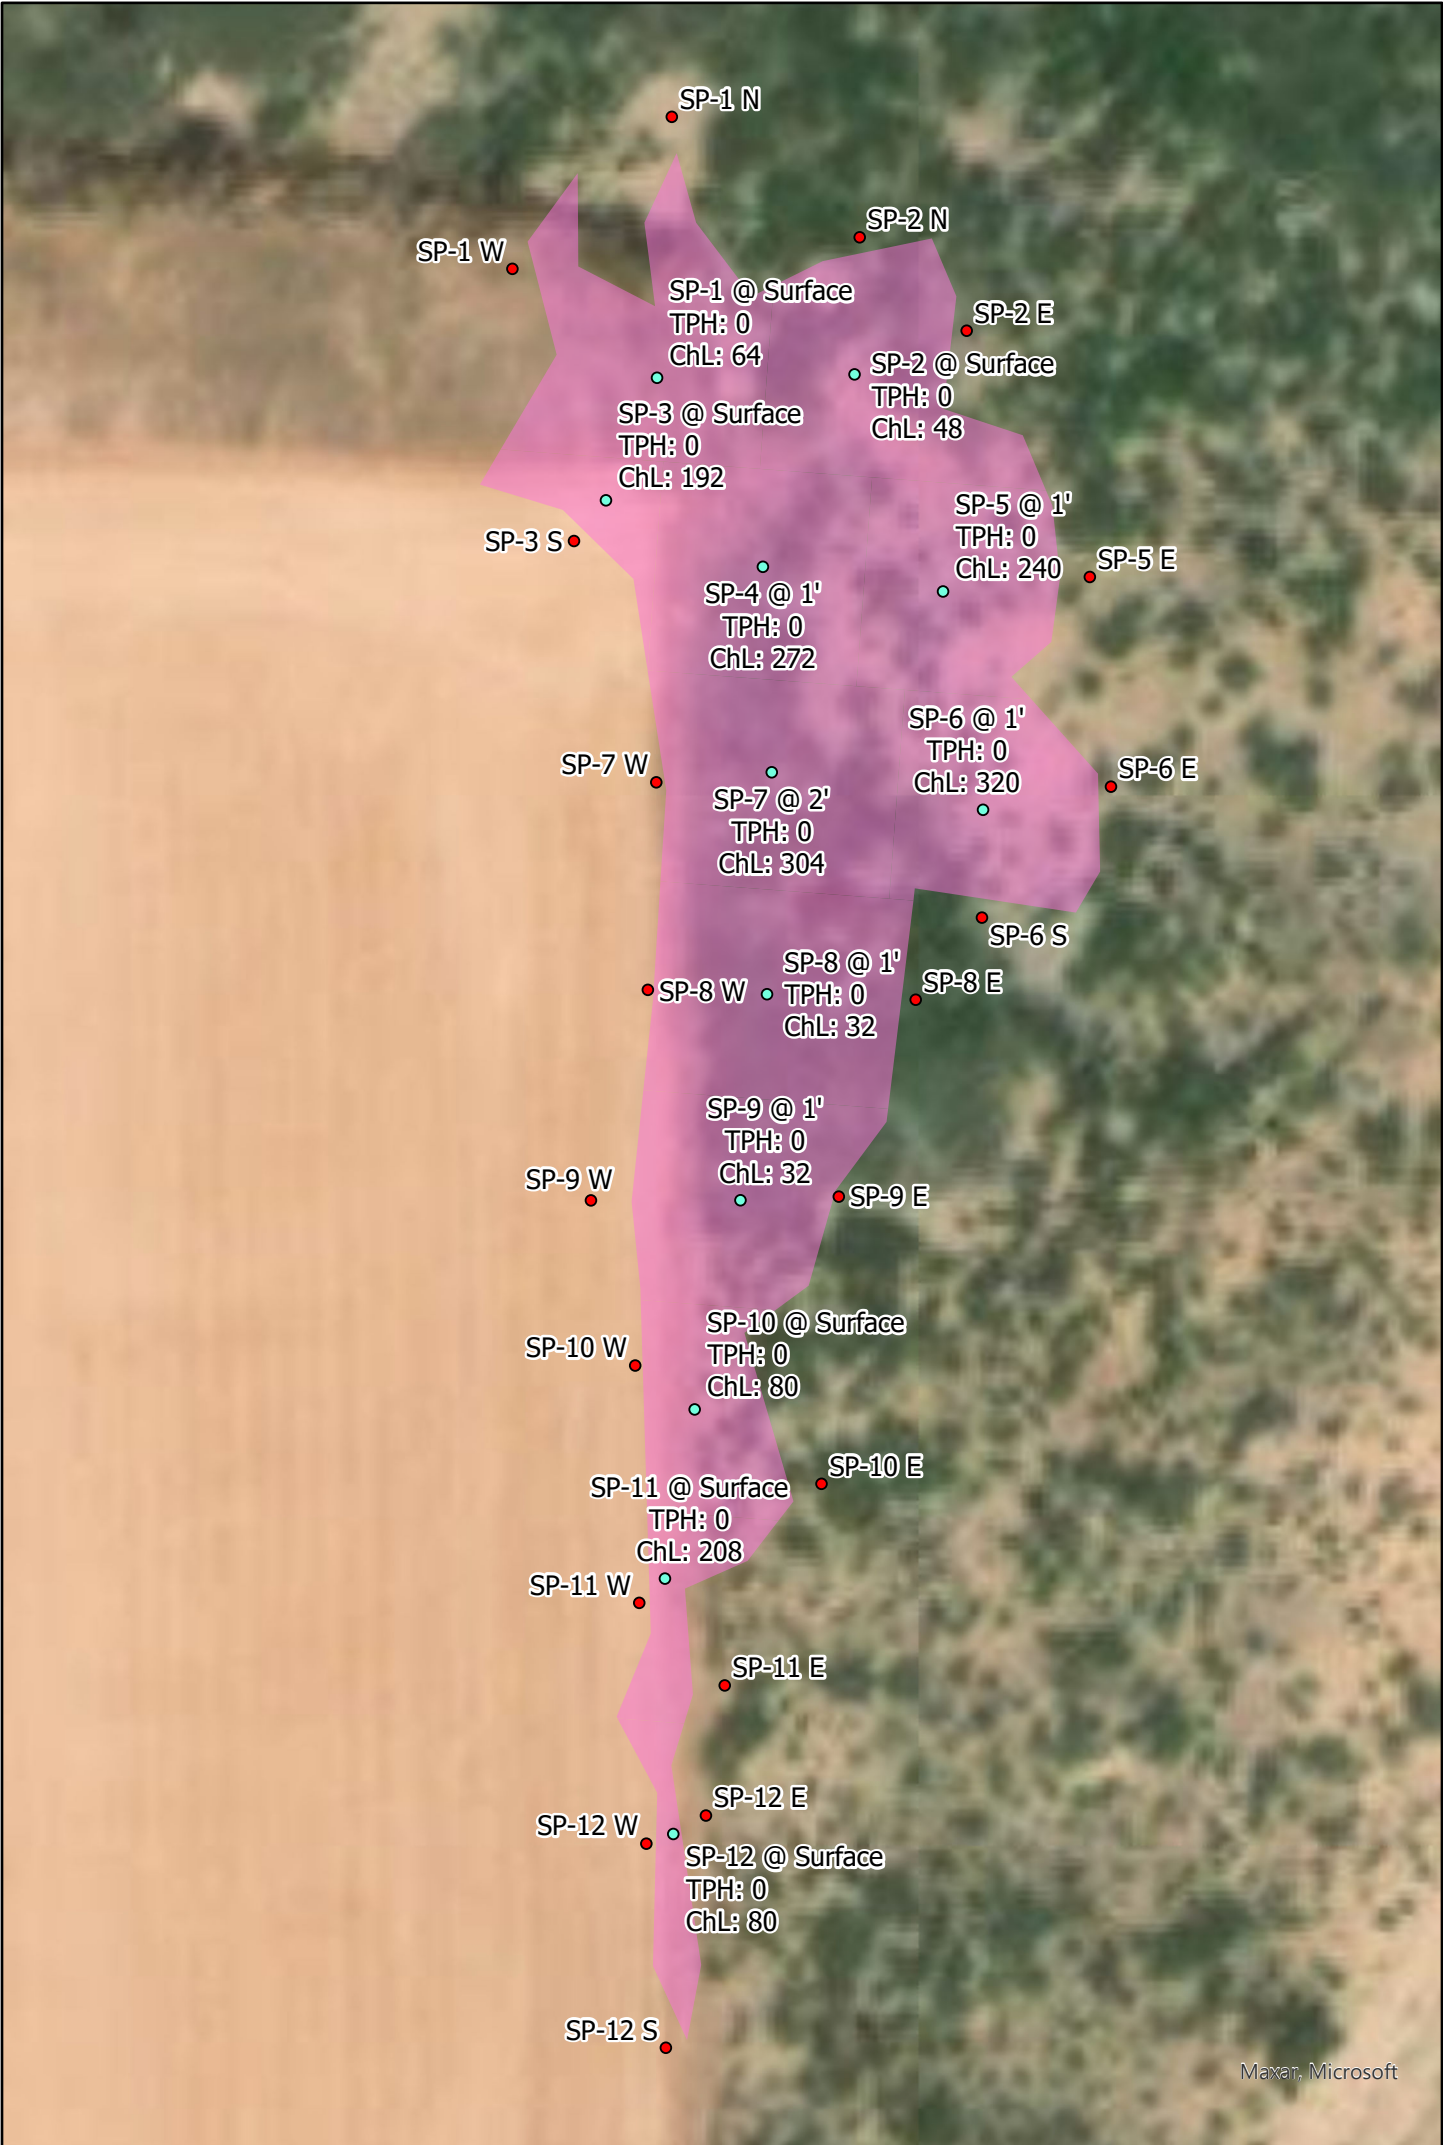 SP-1 N
SP-2 N
SP-1 W
SP-1 @ Surface
TPH: 0
ChL: 64
SP-2 E
SP-2 @ Surface
TPH: 0
ChL: 48
SP-3 @ Surface
TPH: 0
ChL: 192
SP-5 @ 1'
TPH: 0
ChL: 240
SP-3 S
SP-5 E
SP-4 @ 1'
TPH: 0
ChL: 272
SP-6 @ 1'
TPH: 0
ChL: 320
SP-7 W
SP-6 E
SP-7 @ 2'
TPH: 0
ChL: 304
SP-6 S
SP-8 @ 1'
TPH: 0
ChL: 32
SP-8 W
SP-8 E
SP-9 @ 1'
TPH: 0
ChL: 32
SP-9 W
SP-9 E
SP-10 @ Surface
TPH: 0
ChL: 80
SP-10 W
SP-10 E
SP-11 @ Surface
TPH: 0
ChL: 208
SP-11 W
SP-11 E
SP-12 E
SP-12 W
SP-12 @ Surface
TPH: 0
ChL: 80
SP-12 S
Maxar, Microsoft